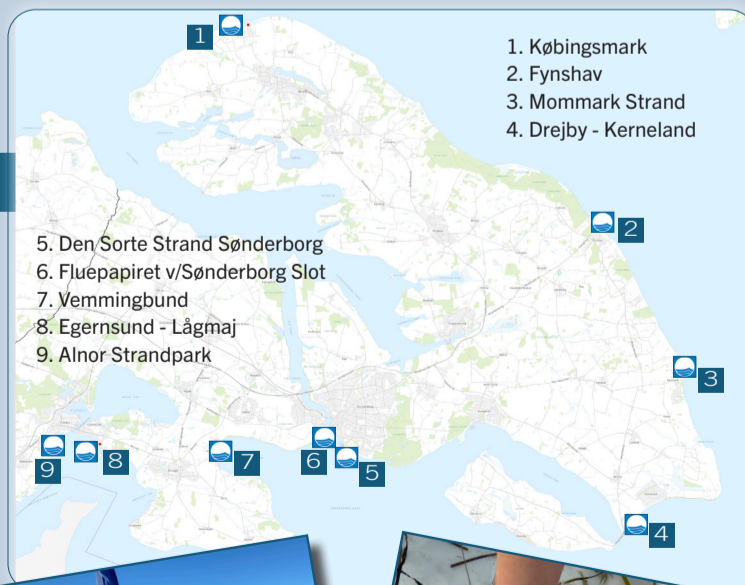 1
1. Købingsmark
2. Fynshav
3. Mommark Strand
4. Drejby - Kerneland
2
5. Den Sorte Strand Sønderborg
6. Fluepapiret v/Sønderborg Slot
7. Vemmingbund
8. Egernsund - Lågmaj
9. Alnor Strandpark
3
9
8
7
6
5
4